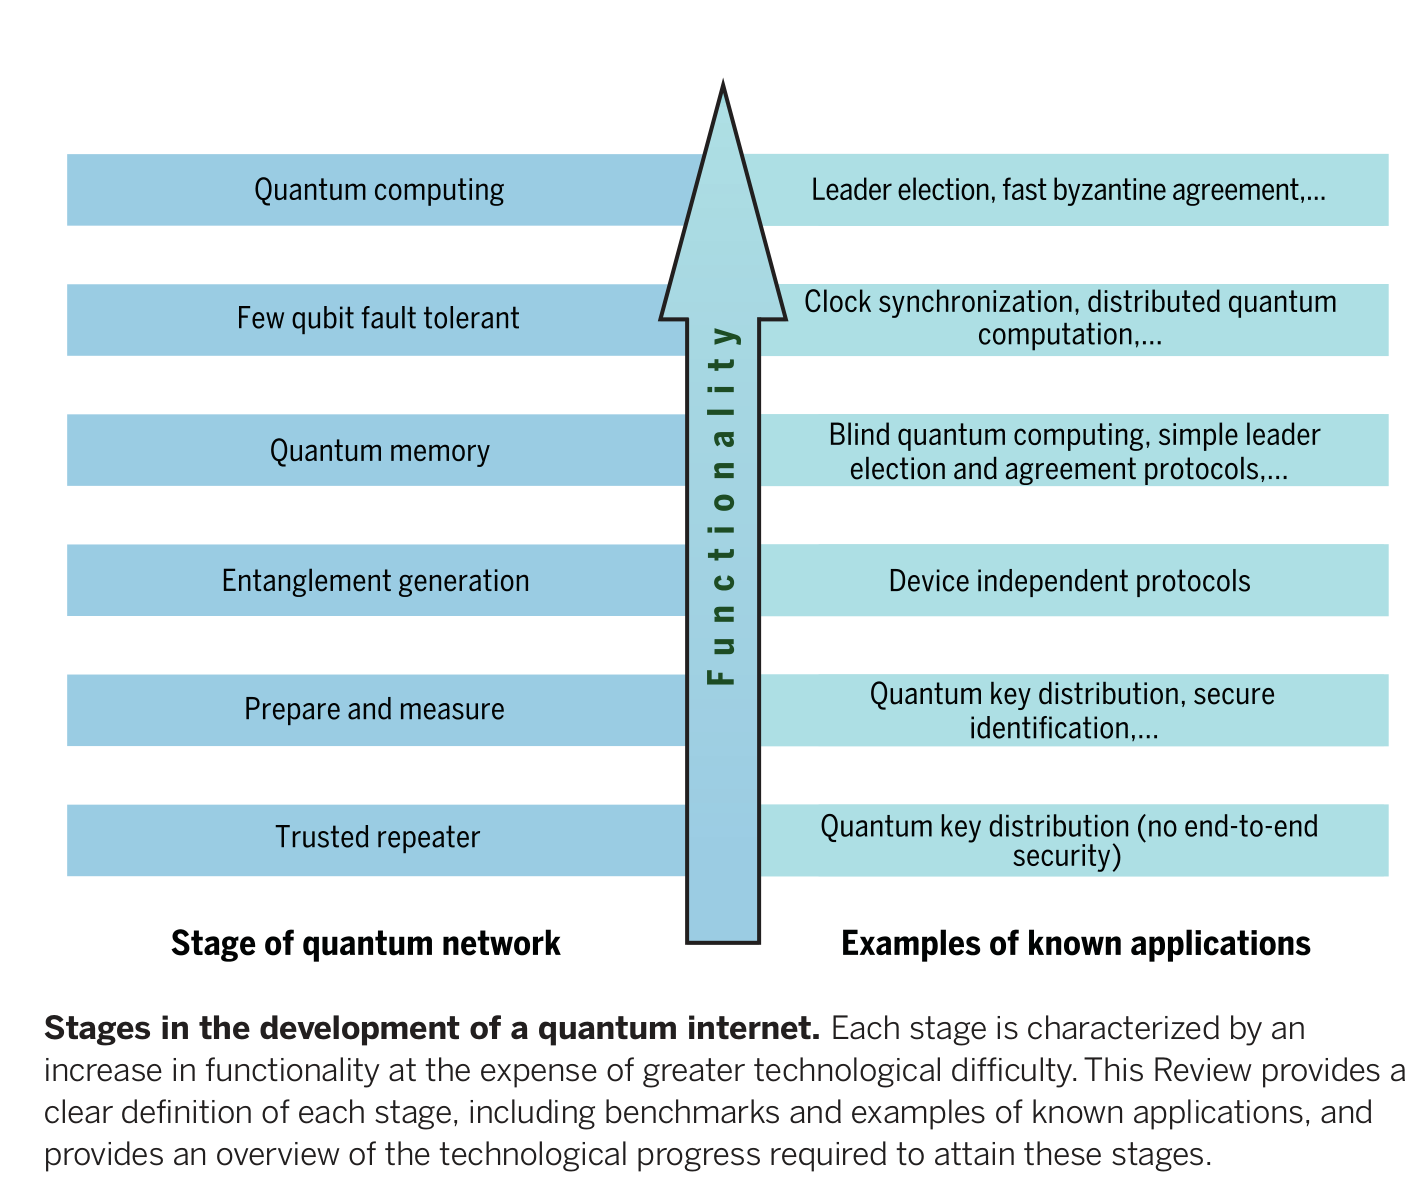 Quantum computing
Leader election, fast byzantine agreement,...
Few qubit fault tolerant
Clock synchronization, distributed quantum
computation,...
Quantum memory
Blind quantum computing, simple leader
election and agreement protocols,...
Entanglement generation
Device independent protocols
Prepare and measure
Quantum key distribution, secure
identification,...
Trusted repeater
Quantum key distribution (no end-to-end
security)
Functionality
Stage of quantum network
Examples of known applications
Stages in the development of a quantum internet. Each stage is characterized by an
increase in functionality at the expense of greater technological difficulty. This Review provides a
clear definition of each stage, including benchmarks and examples of known applications, and
provides an overview of the technological progress required to attain these stages.